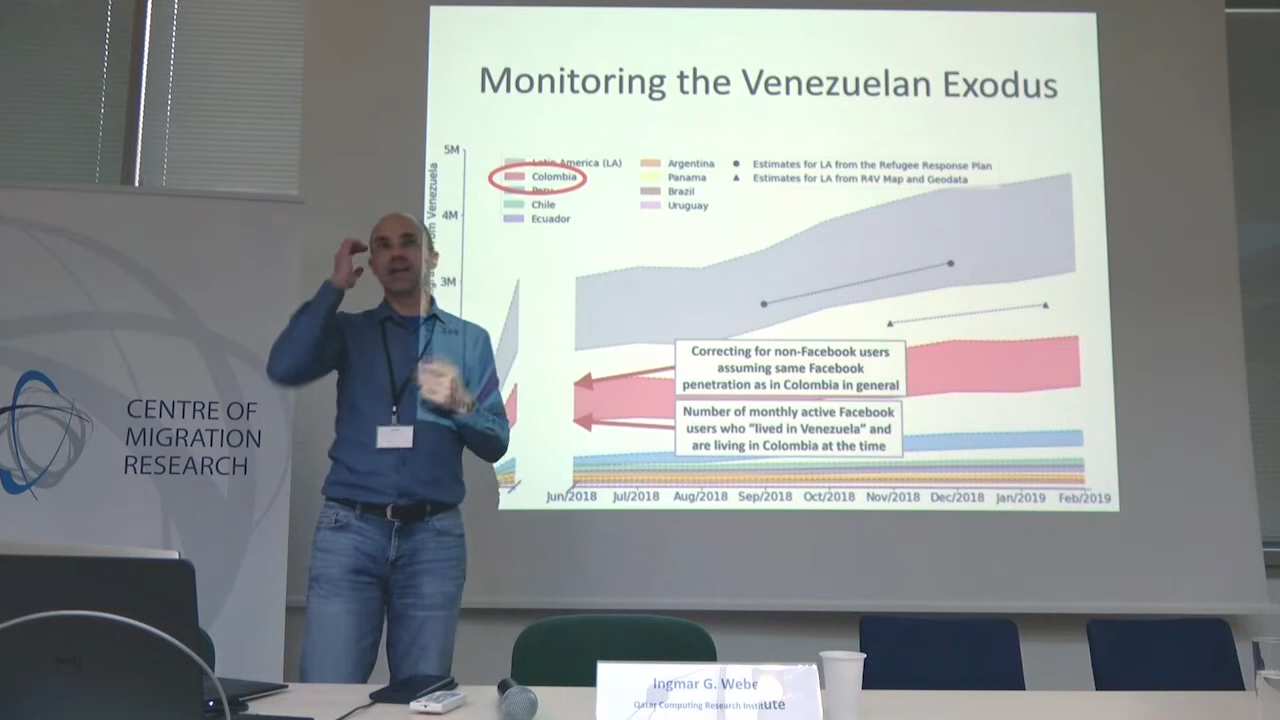 Monitoring the Venezuelan Exodus
5M
4M
3M
from Venezuela
Latin America (LA)
Colombia
Peru
Chile
Ecuador
Argentina
Panama
Brazil
Uruguay
Estimates for LA from the Refugee Response Plan
Estimates for LA from R4V Map and Geodata
Correcting for non-Facebook users
assuming same Facebook
penetration as in Colombia in general
Number of monthly active Facebook
users who “lived in Venezuela” and
are living in Colombia at the time
Jun/2018 Jul/2018 Aug/2018 Sep/2018 Oct/2018 Nov/2018 Dec/2018 Jan/2019 Feb/2019
CENTRE OF
MIGRATION
RESEARCH
Ingmar G. Webe
Qatar Computing Research Institute